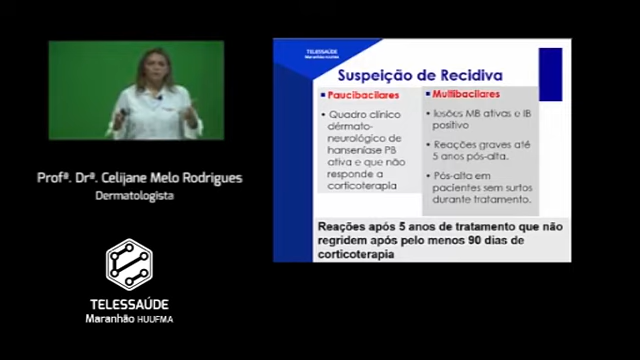 Profª. Drª. Celijane Melo Rodrigues
Dermatologista
TELESSAÚDE
Maranhão HUUFMA
TELESSAÚDE
Maranhão HUUFMA
Suspeição de Recidiva
Paucibacilares
Quadro clínico
dérmato-
neurológico de
hanseníase PB
ativa e que não
responde a
corticoterapia
Multibacilares
lesões MB ativas e IB
positivo
Reações graves até
5 anos pós-alta.
Pós-alta em
pacientes sem surtos
durante tratamento.
Reações após 5 anos de tratamento que não
regridem após pelo menos 90 dias de
corticoterapia